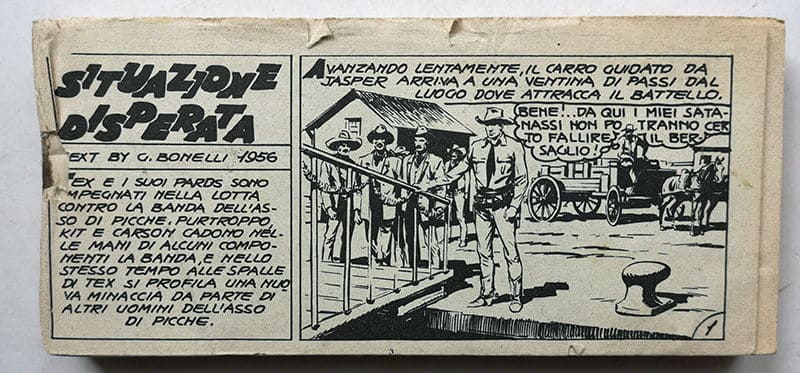 SITUAZIONE
DISPERATA
TEXT BY G. BONELLI 1956
TEX E I SUOI PARDS SONO
IMPEGNATI NELLA LOTTA
CONTRO LA BANDA DELL'AS-
SO DI PICCHE. PURTROPPO,
KIT E CARSON CADONO NEL-
LE MANI DI ALCUNI COMPO-
NENTI LA BANDA, E NELLO
STESSO TEMPO ALLE SPALLE
DI TEX SI PROFILA UNA NUO
VA MINACCIA DA PARTE DI
ALTRI UOMINI DELL'ASSO
DI PICCHE.
AVANZANDO LENTAMENTE, IL CARRO GUIDATO DA
JASPER ARRIVA A UNA VENTINA DI PASSI DAL
LUOGO DOVE ATTRACCA IL BATTELLO.
BENE!.. DA QUI I MIEI SATA-
NASSI NON POTRANNO CER
TO FALLIRE IL BER
SAGLIO!
1
3